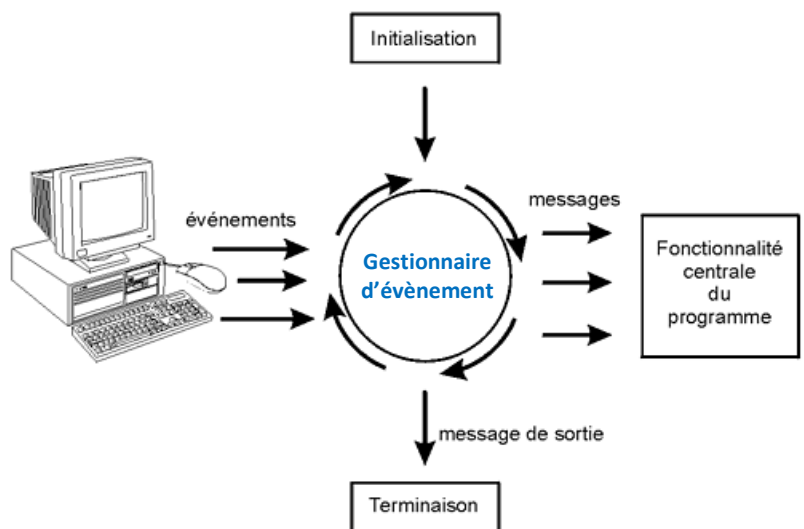 Initialisation
événements
messages
Gestionnaire
d'évènement
Fonctionnalité
centrale
du
programme
message de sortie
Terminaison